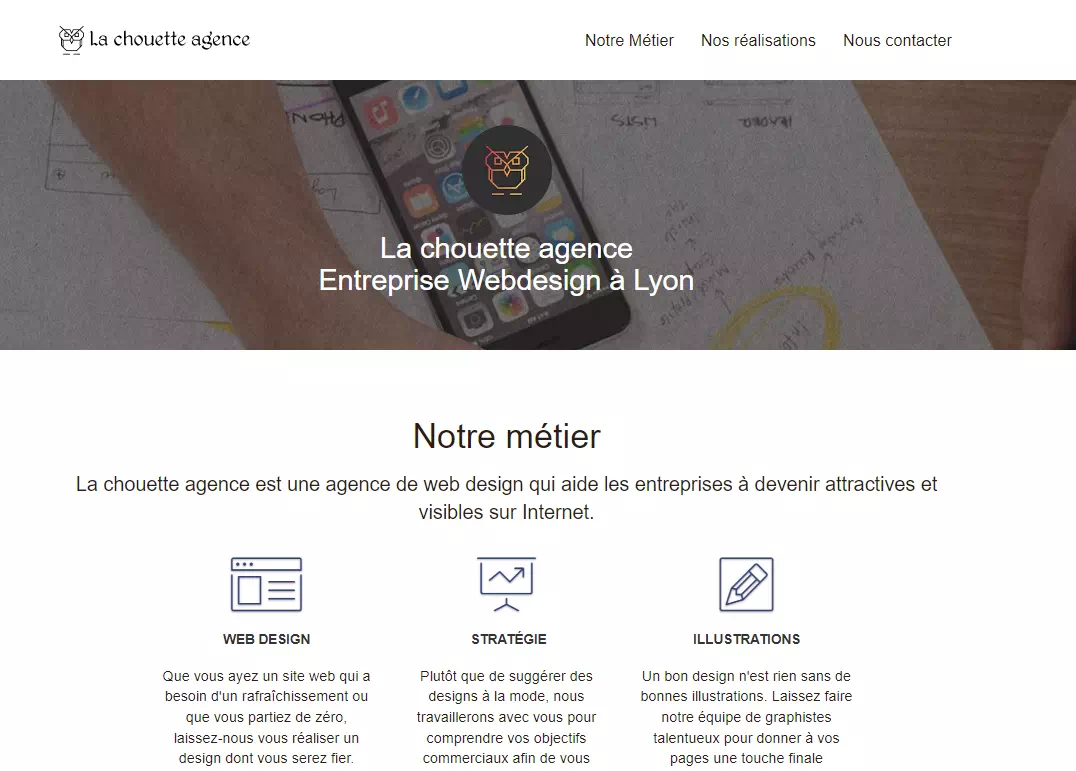 La chouette agence
Notre Métier
Nos réalisations
Nous contacter
PHON
LISTS
HEADER
La chouette agence
Entreprise Webdesign à Lyon
Notre métier
La chouette agence est une agence de web design qui aide les entreprises à devenir attractives et
visibles sur Internet.
WEB DESIGN
Que vous ayez un site web qui a
besoin d'un rafraîchissement ou
que vous partiez de zéro,
laissez-nous vous réaliser un
design dont vous serez fier.
STRATÉGIE
Plutôt que de suggérer des
designs à la mode, nous
travaillerons avec vous pour
comprendre vos objectifs
commerciaux afin de vous
ILLUSTRATIONS
Un bon design n'est rien sans de
bonnes illustrations. Laissez faire
notre équipe de graphistes
talentueux pour donner à vos
pages une touche finale